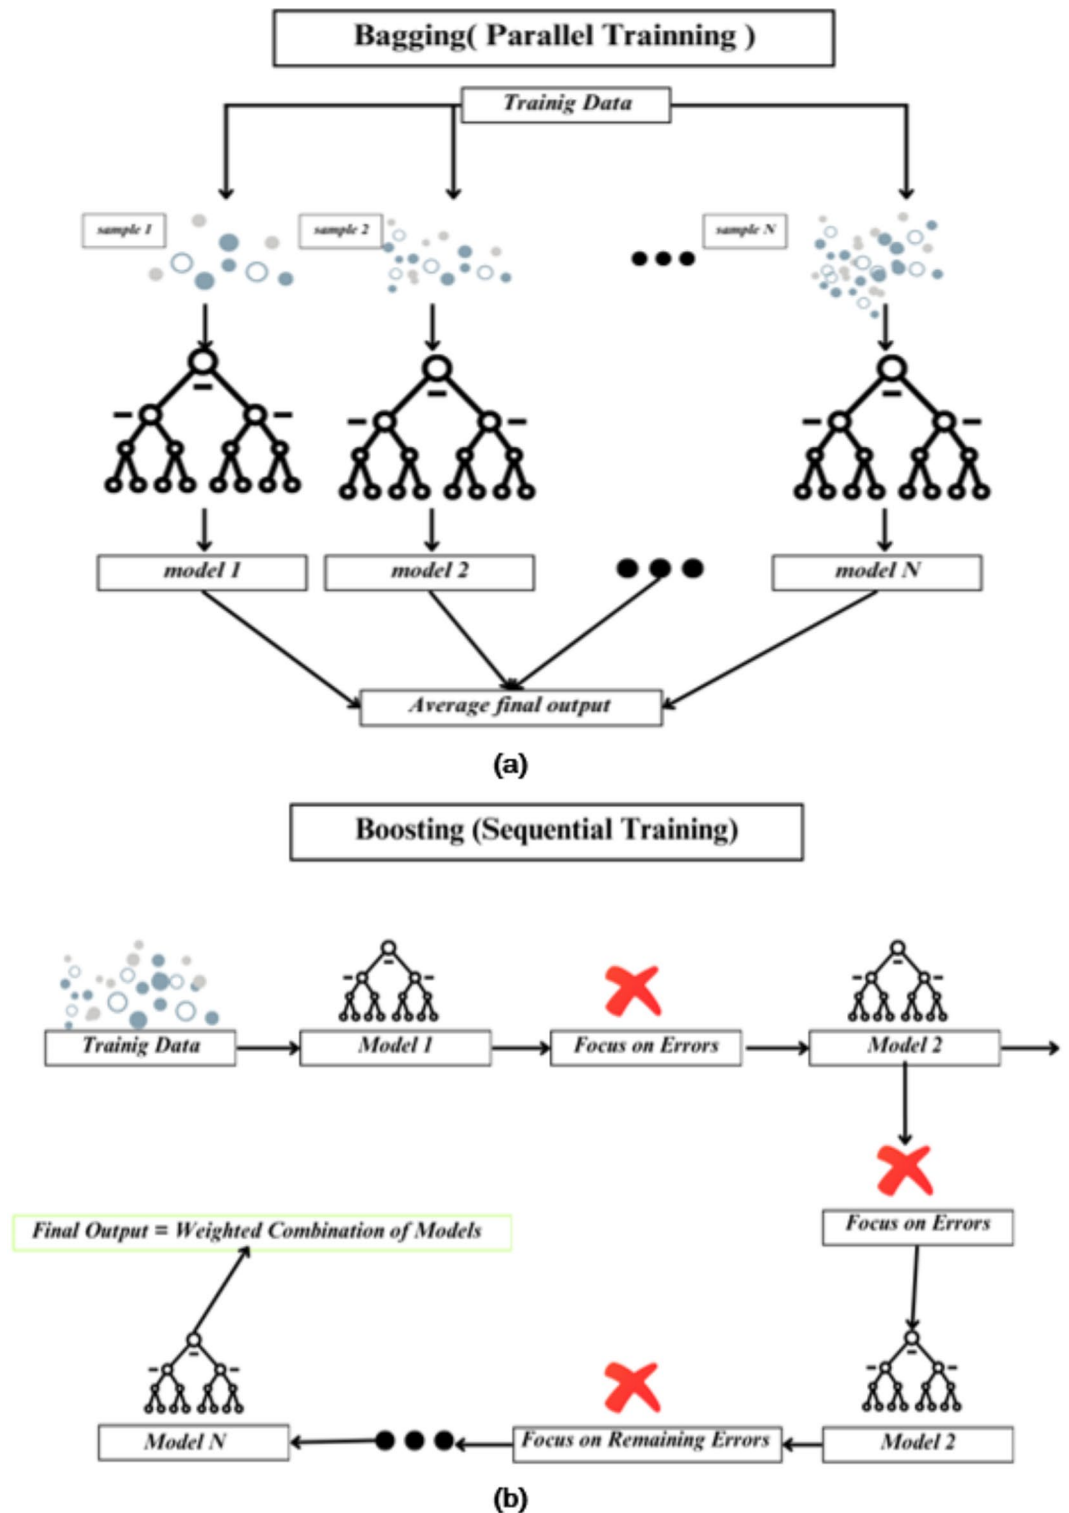 Bagging( Parallel Trainning )
Trainig Data
sample 1
sample 2
sample N
model 1
model 2
model N
Average final output
(a)
Boosting (Sequential Training)
Trainig Data
Model 1
Focus on Errors
Model 2
Focus on Errors
Final Output = Weighted Combination of Models
Model N
Focus on Remaining Errors
Model 2
(b)